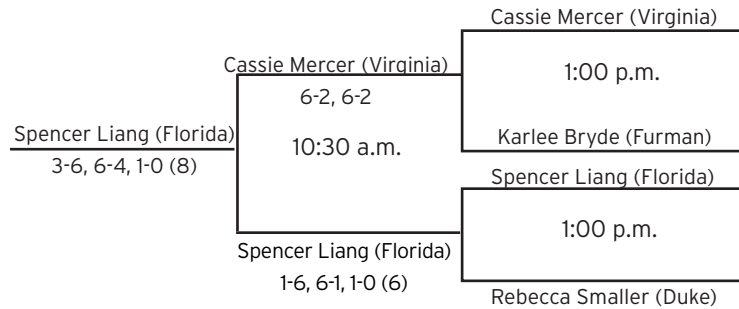 Cassie Mercer (Virginia)
1:00 p.m.
Cassie Mercer (Virginia)
6-2, 6-2
Karlee Bryde (Furman)
Spencer Liang (Florida)
3-6, 6-4, 1-0 (8)
10:30 a.m.
Spencer Liang (Florida)
1:00 p.m.
Spencer Liang (Florida)
1-6, 6-1, 1-0 (6)
Rebecca Smaller (Duke)